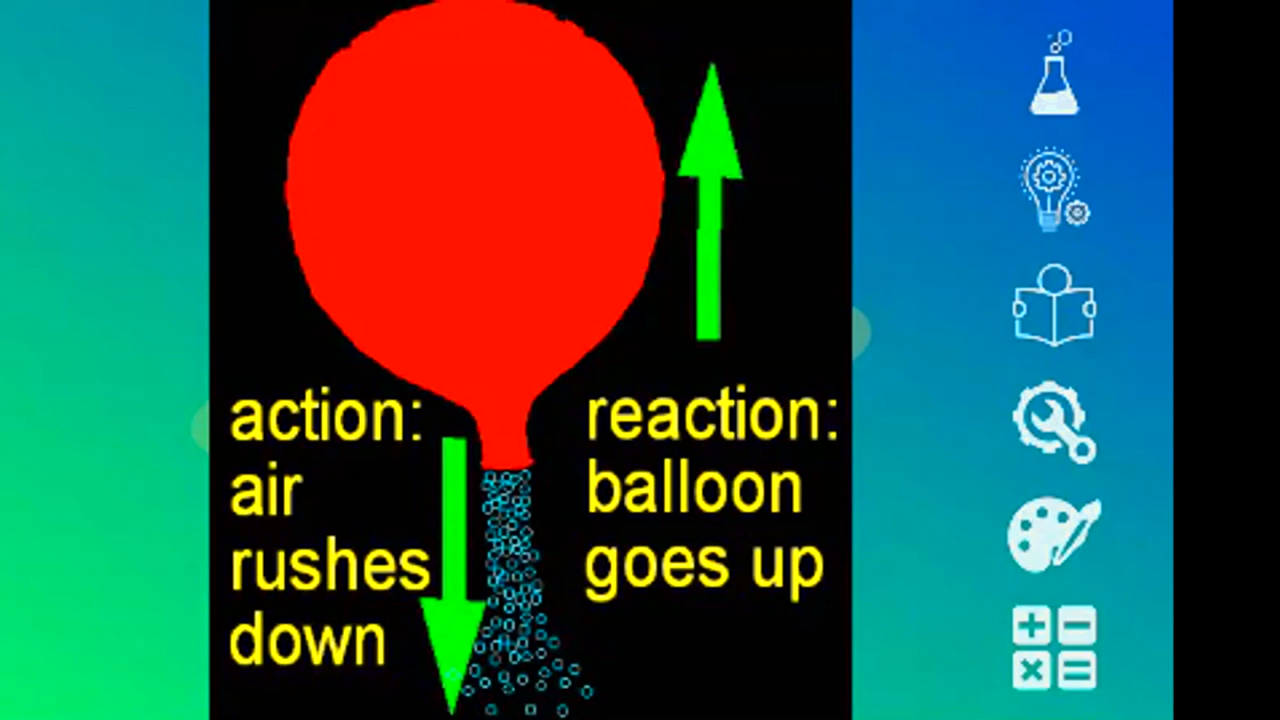 action:
air
rushes
down
reaction:
balloon
goes up